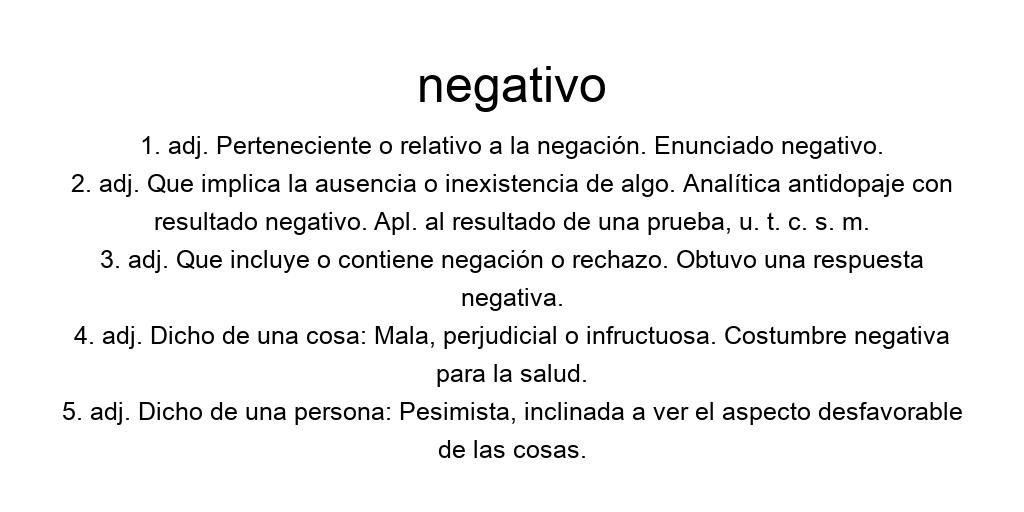 negativo
1. adj. Perteneciente o relativo a la negación. Enunciado negativo.
2. adj. Que implica la ausencia o inexistencia de algo. Analítica antidopaje con
resultado negativo. Apl. al resultado de una prueba, u. t. c. s. m.
3. adj. Que incluye o contiene negación o rechazo. Obtuvo una respuesta
negativa.
4. adj. Dicho de una cosa: Mala, perjudicial o infructuosa. Costumbre negativa
para la salud.
5. adj. Dicho de una persona: Pesimista, inclinada a ver el aspecto desfavorable
de las cosas.